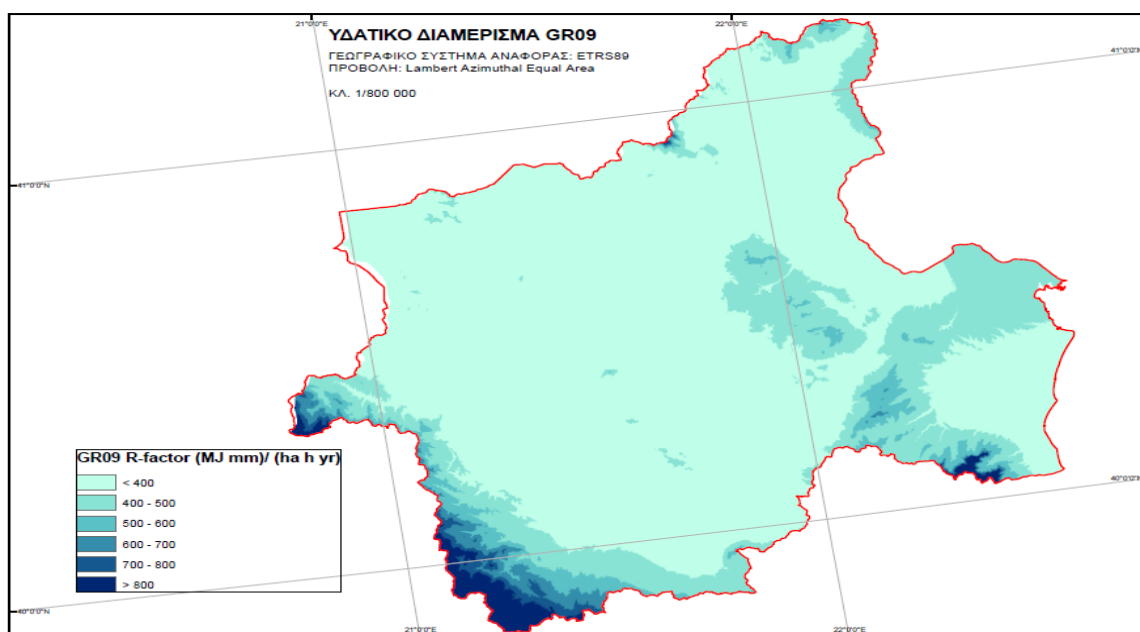 21°0'0"E
22°0'0"E
ΥΔΑΤΙΚΟ ΔΙΑΜΕΡΙΣΜΑ GR09
ΓΕΩΓΡΑΦΙΚΟ ΣΥΣΤΗΜΑ ΑΝΑΦΟΡΑΣ: ETRS89
ΠΡΟΒΟΛΗ: Lambert Azimuthal Equal Area
ΚΛ. 1/800 000
41°0'0"N
41°0'0"N
GR09 R-factor (MJ mm)/ (ha h yr)
< 400
400 - 500
500 - 600
600 - 700
700 - 800
> 800
40°0'0"N
40°0'0"N
21°0'0"E
22°0'0"E